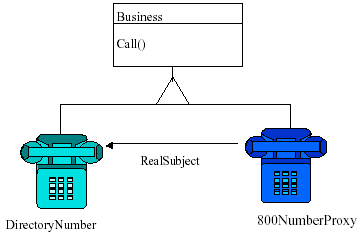 Business
Call()
RealSubject
DirectoryNumber
800NumberProxy